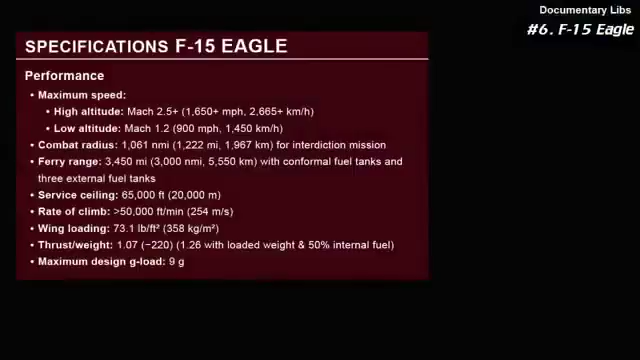 Documentary Libs
#6. F-15 Eagle
SPECIFICATIONS F-15 EAGLE
Performance
• Maximum speed:
• High altitude: Mach 2.5+ (1,650+ mph, 2,665+ km/h)
• Low altitude: Mach 1.2 (900 mph, 1,450 km/h)
• Combat radius: 1,061 nmi (1,222 mi, 1,967 km) for interdiction mission
• Ferry range: 3,450 mi (3,000 nmi, 5,550 km) with conformal fuel tanks and
three external fuel tanks
• Service ceiling: 65,000 ft (20,000 m)
• Rate of climb: >50,000 ft/min (254 m/s)
• Wing loading: 73.1 lb/ft² (358 kg/m²)
• Thrust/weight: 1.07 (−220) (1.26 with loaded weight & 50% internal fuel)
• Maximum design g-load: 9 g